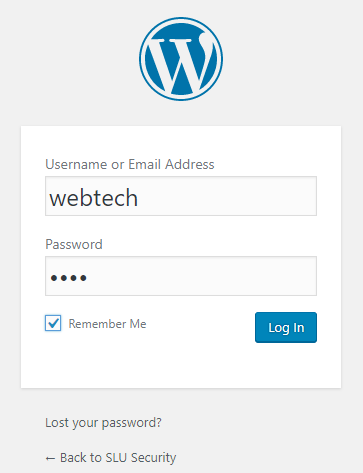 Username or Email Address
webtech
Password
••••
Remember Me
Log In
Lost your password?
← Back to SLU Security